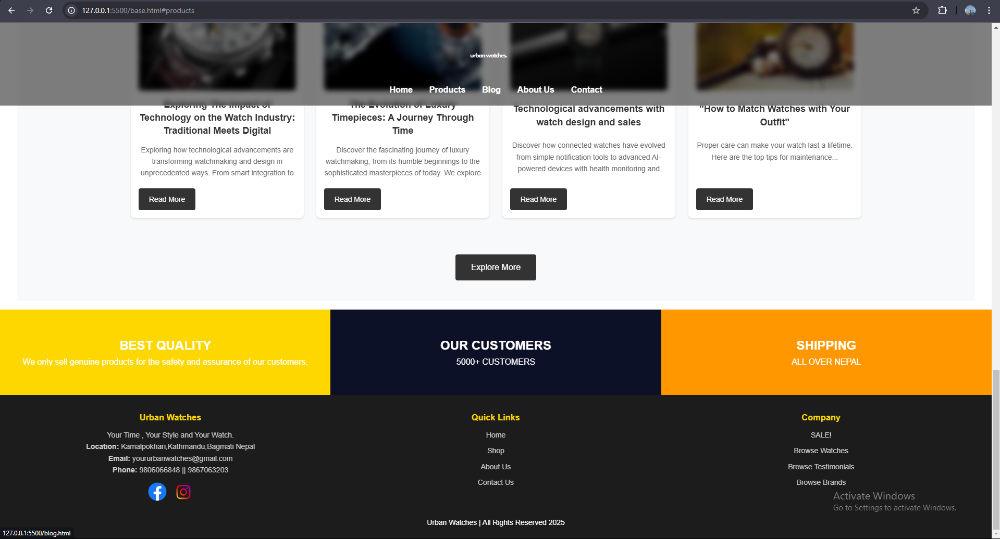 127.0.0.1:5500/base.html#products
urban watches.
Home Products Blog About Us Contact
Exploring The Impact of
Technology on the Watch Industry:
Traditional Meets Digital
Exploring how technological advancements are
transforming watchmaking and design in
unprecedented ways. From smart integration to
Read More
The Evolution of Luxury
Timepieces: A Journey Through
Time
Discover the fascinating journey of luxury
watchmaking, from its humble beginnings to the
sophisticated masterpieces of today. We explore
Read More
Technological advancements with
watch design and sales
Discover how connected watches have evolved
from simple notification tools to advanced AI-
powered devices with health monitoring and
Read More
"How to Match Watches with Your
Outfit"
Proper care can make your watch last a lifetime.
Here are the top tips for maintenance...
Read More
Explore More
BEST QUALITY
We only sell genuine products for the safety and assurance of our customers.
OUR CUSTOMERS
5000+ CUSTOMERS
SHIPPING
ALL OVER NEPAL
Urban Watches
Your Time , Your Style and Your Watch.
Location: Kamalpokhari,Kathmandu,Bagmati Nepal
Email: yoururbanwatches@gmail.com
Phone: 9806066848 || 9867063203
Quick Links
Home
Shop
About Us
Contact Us
Company
SALE!
Browse Watches
Browse Testimonials
Browse Brands
Activate Windows
Go to Settings to activate Windows.
Urban Watches | All Rights Reserved 2025
127.0.0.1:5500/blog.html